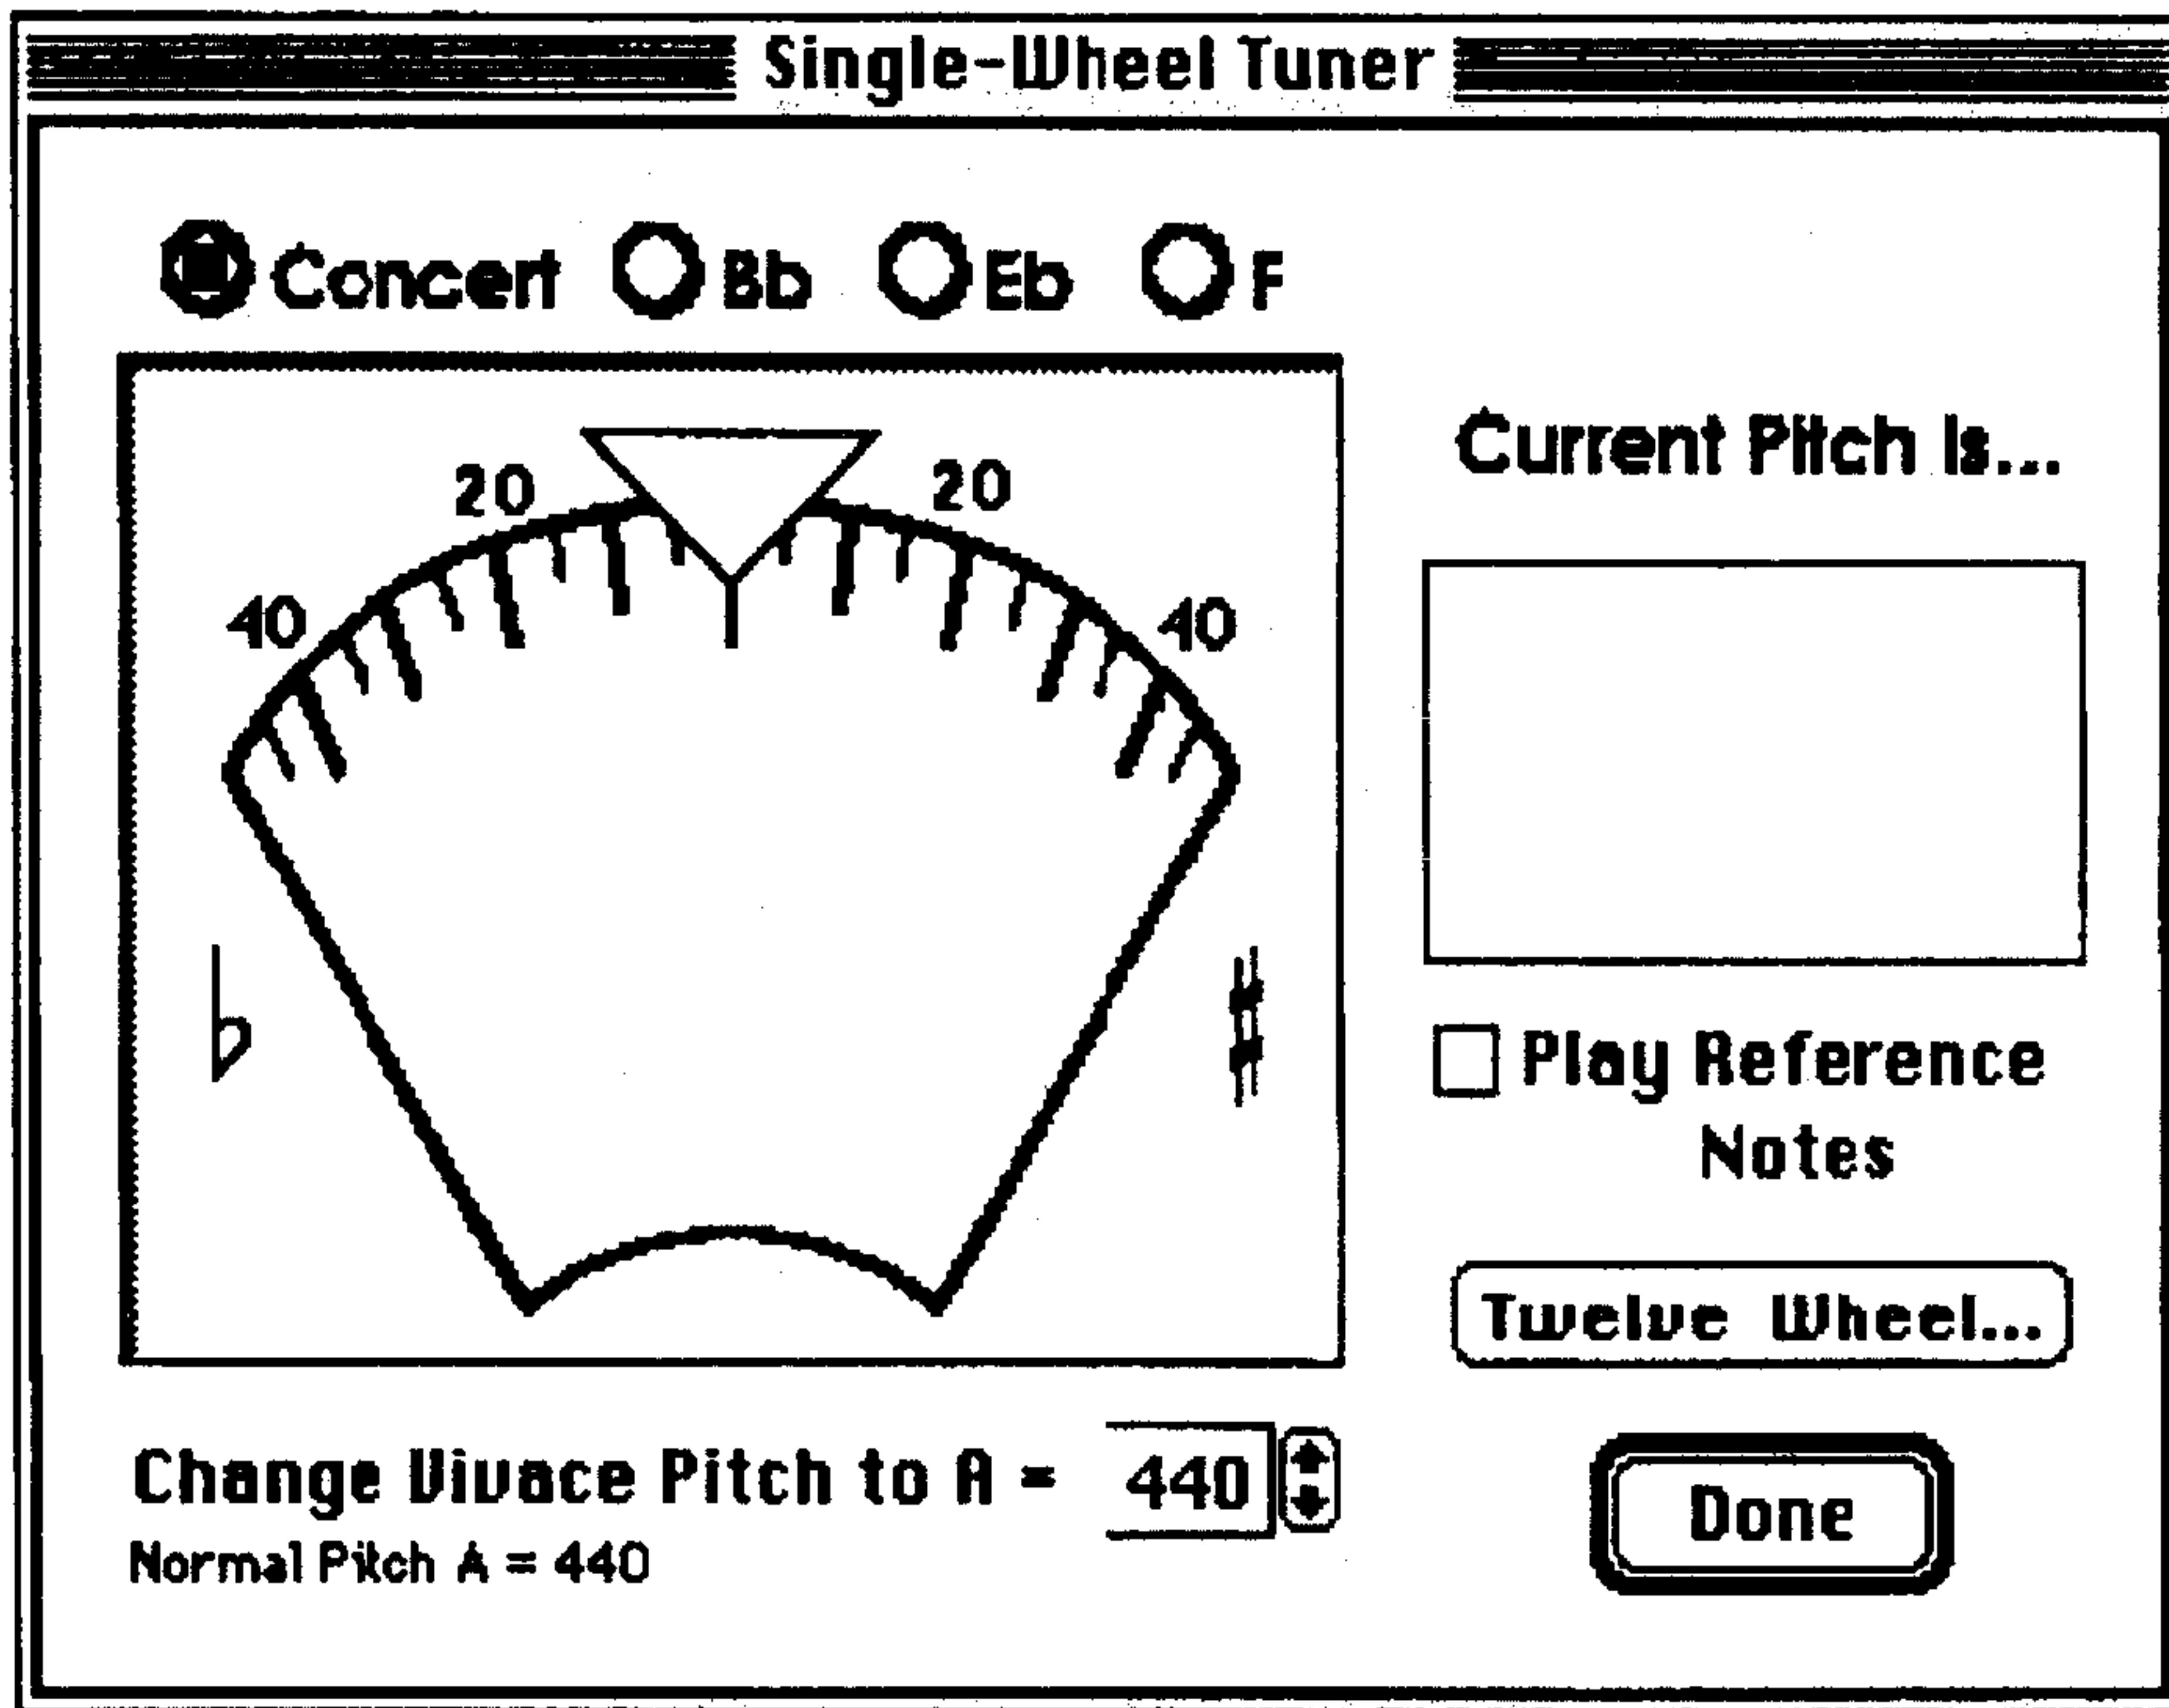 Single-Wheel Tuner
Concert Bb Eb F
20 20
40 40
♭ ♯
Current Pitch Is...
Play Reference
Notes
Twelve Wheel...
Change Vivace Pitch to A = 440
Normal Pitch A = 440
Done